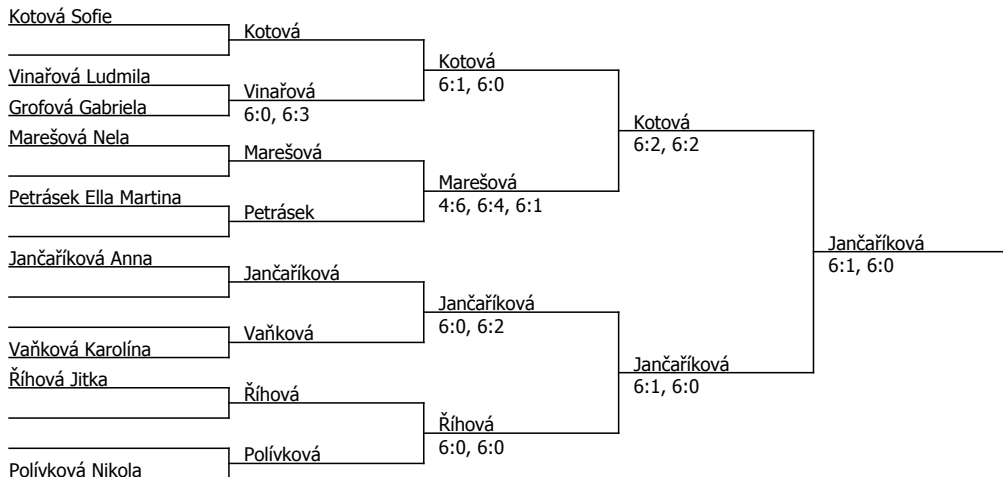 Kotová Sofie
Kotová
Kotová
6:1, 6:0
Vinařová Ludmila
Vinařová
6:0, 6:3
Grofová Gabriela
Kotová
6:2, 6:2
Marešová Nela
Marešová
Marešová
4:6, 6:4, 6:1
Petrásek Ella Martina
Petrásek
Jančaříková
6:1, 6:0
Jančaříková Anna
Jančaříková
Jančaříková
6:0, 6:2
Vaňková
Vaňková Karolína
Jančaříková
6:1, 6:0
Říhová Jitka
Říhová
Říhová
6:0, 6:0
Polívková
Polívková Nikola